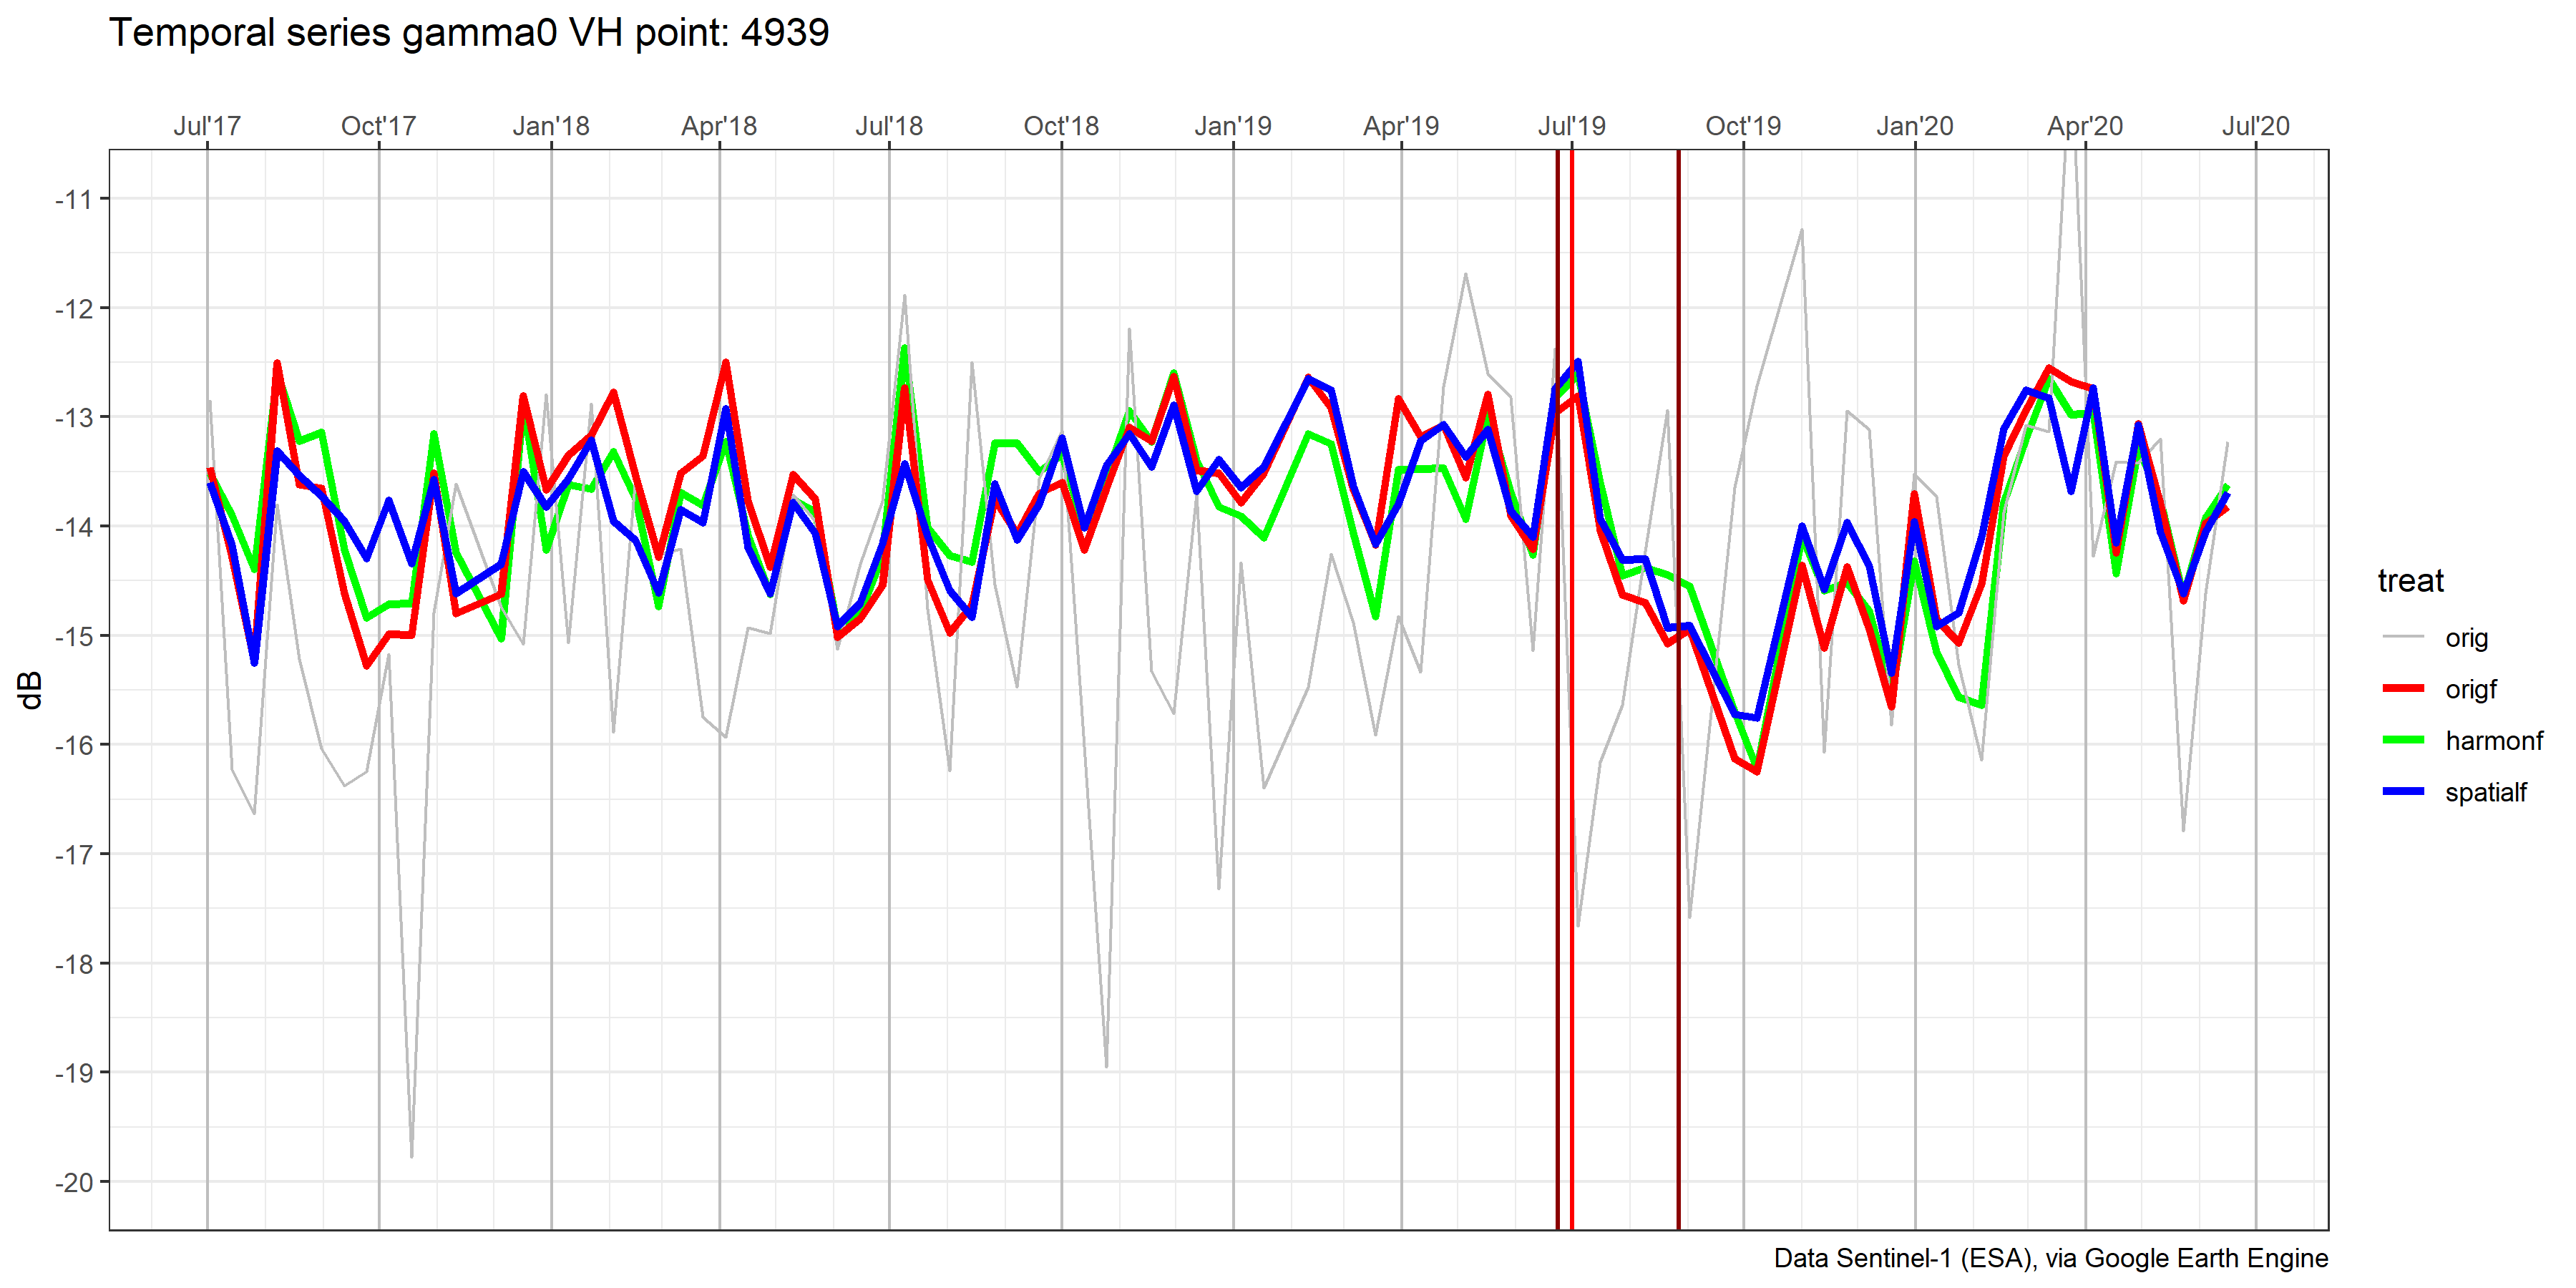 Temporal series gamma0 VH point: 4939
Jul'17 Oct'17 Jan'18 Apr'18 Jul'18 Oct'18 Jan'19 Apr'19 Jul'19 Oct'19 Jan'20 Apr'20 Jul'20
-11
-12
-13
-14
-15
-16
-17
-18
-19
-20
dB
treat
orig
origf
harmonf
spatialf
Data Sentinel-1 (ESA), via Google Earth Engine